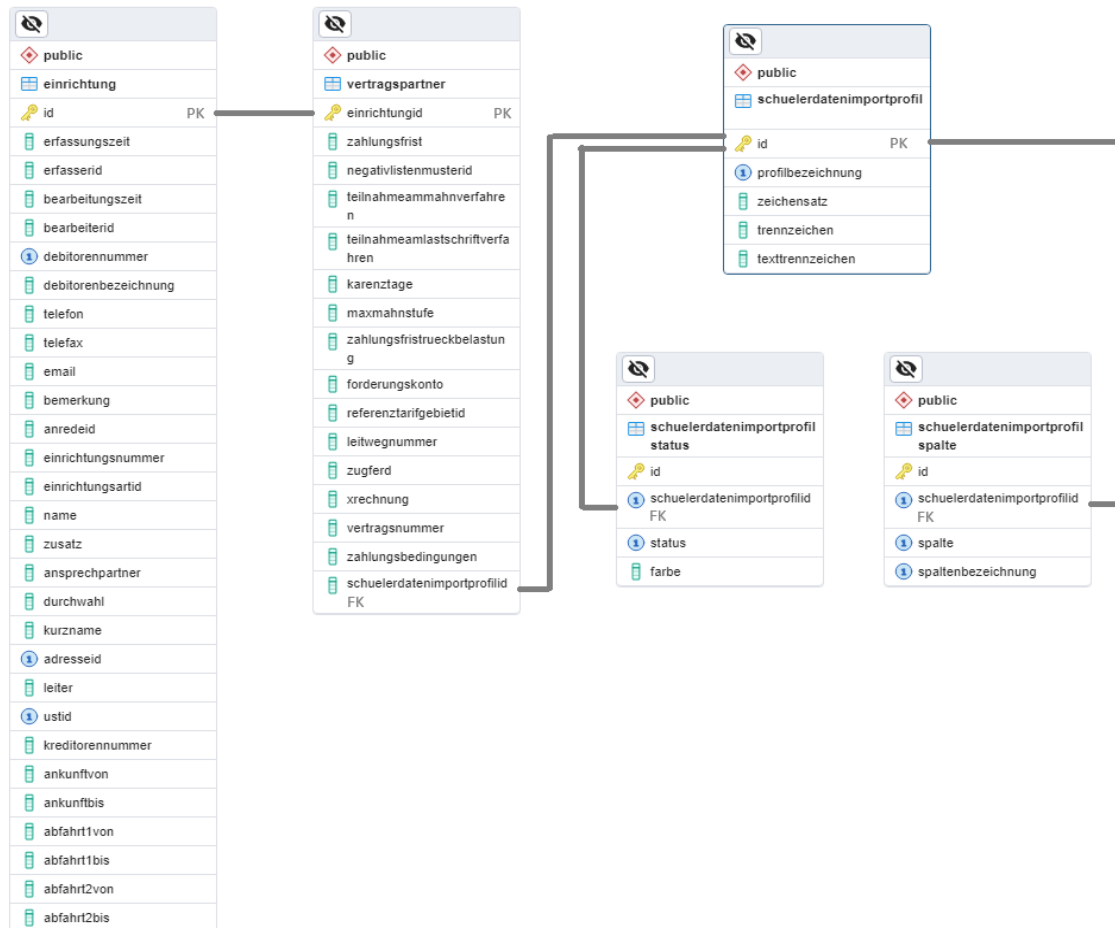 public
einrichtung
id PK
erfassungszeit
erfasserid
bearbeitungszeit
bearbeiterid
debitorennummer
debitorenbezeichnung
telefon
telefax
email
bemerkung
anredeid
einrichtungsnummer
einrichtungsartid
name
zusatz
ansprechpartner
durchwahl
kurzname
adresseid
leiter
ustid
kreditorennummer
ankunftvon
ankunftbis
abfahrt1von
abfahrt1bis
abfahrt2von
abfahrt2bis
public
vertragspartner
einrichtungid PK
zahlungsfrist
negativlistenmusterid
teilnahmeammahnverfahre
n
teilnahmeamlastschriftverfa
hren
karenztage
maxmahnstufe
zahlungsfristrueckbelastun
g
forderungskonto
referenztarifgebietid
leitwegnummer
zugferd
xrechnung
vertragsnummer
zahlungsbedingungen
schuelerdatenimportprofilid
FK
public
schuelerdatenimportprofil
id PK
profilbezeichnung
zeichensatz
trennzeichen
texttrennzeichen
public
schuelerdatenimportprofil
status
id
schuelerdatenimportprofilid
FK
status
farbe
public
schuelerdatenimportprofil
spalte
id
schuelerdatenimportprofilid
FK
spalte
spaltenbezeichnung